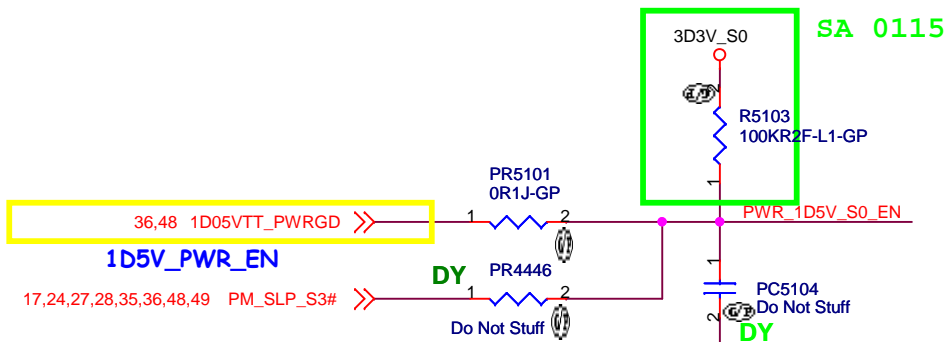 SA 0115
3D3V_S0
2
R5103
100KR2F-L1-GP
1
PR5101
0R1J-GP
36,48 1D05VTT_PWRGD
1
2
PWR_1D5V_S0_EN
1D5V_PWR_EN
G/P
DY
PR4446
1
17,24,27,28,35,36,48,49 PM_SLP_S3#
1
2
PC5104
Do Not Stuff
2
G/P
Do Not Stuff
G/P
DY